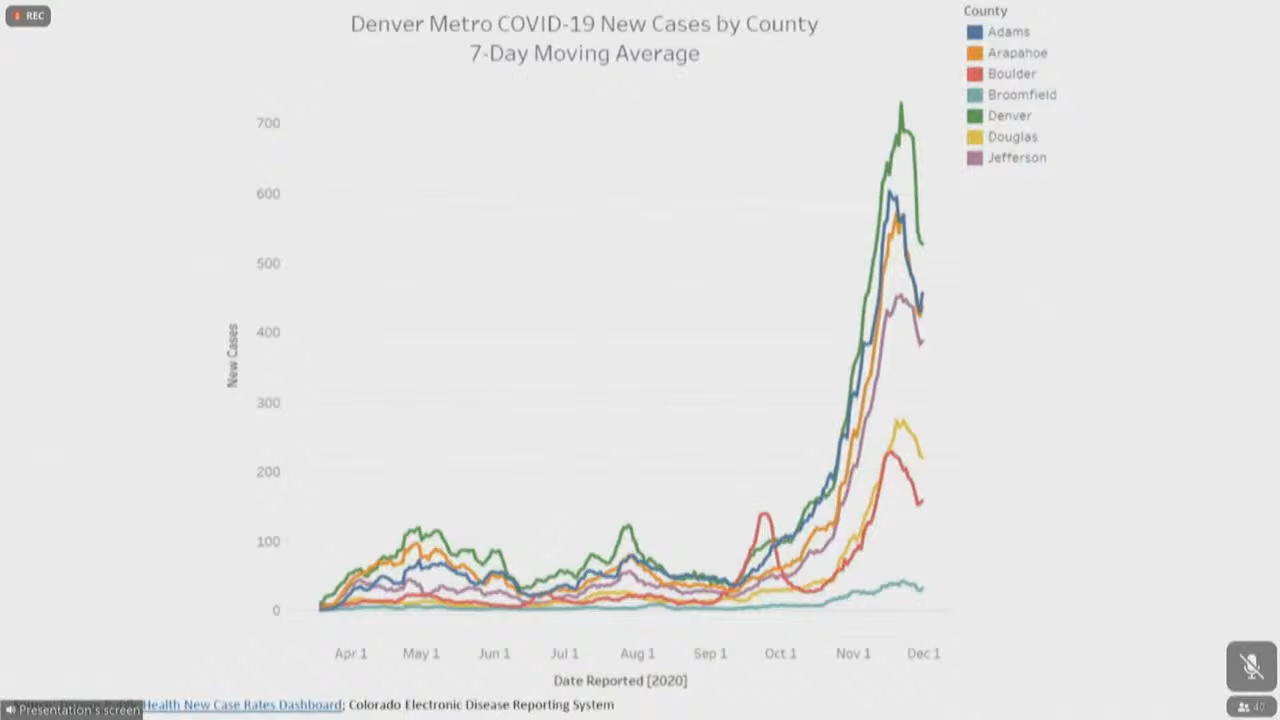 REC
Denver Metro COVID-19 New Cases by County
7-Day Moving Average
County
Adams
Arapahoe
Boulder
Broomfield
Denver
Douglas
Jefferson
New Cases
700
600
500
400
300
200
100
0
Apr 1
May 1
Jun 1
Jul 1
Aug 1
Sep 1
Oct 1
Nov 1
Dec 1
Date Reported [2020]
Health New Case Rates Dashboard; Colorado Electronic Disease Reporting System
Presentation's screen
40